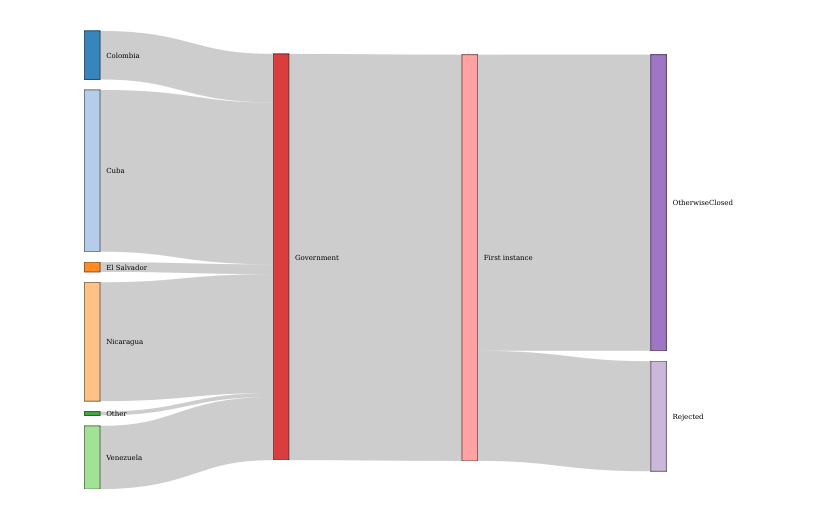 Colombia
Cuba
El Salvador
Nicaragua
Other
Venezuela
Government
First instance
OtherwiseClosed
Rejected